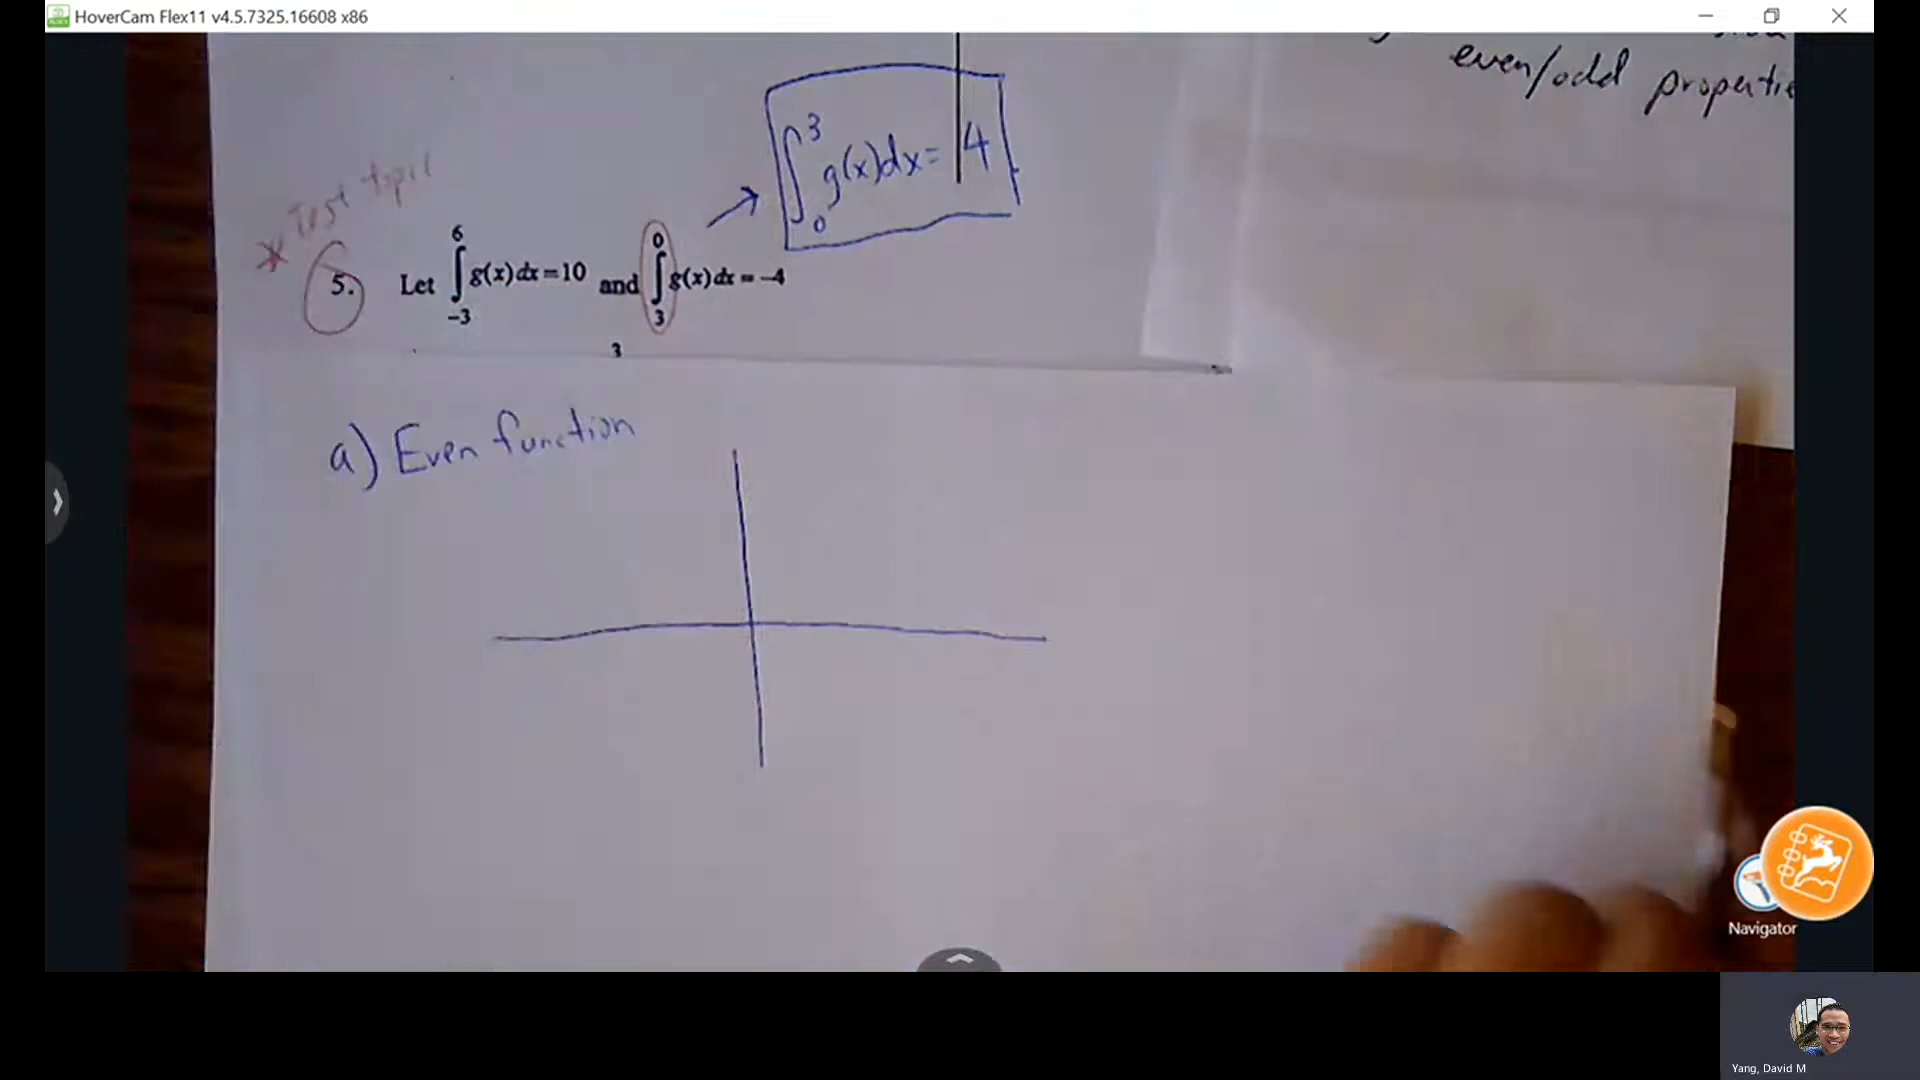 HoverCam Flex11 v4.5.7325.16608 x86
even/odd propertie
∫₀³ g(x)dx = 4
* Test topic
5. Let ∫₋₃⁶ g(x)dx=10 and ∫₃⁰ g(x)dx = -4
3
a) Even function
Navigator
Yang, David M